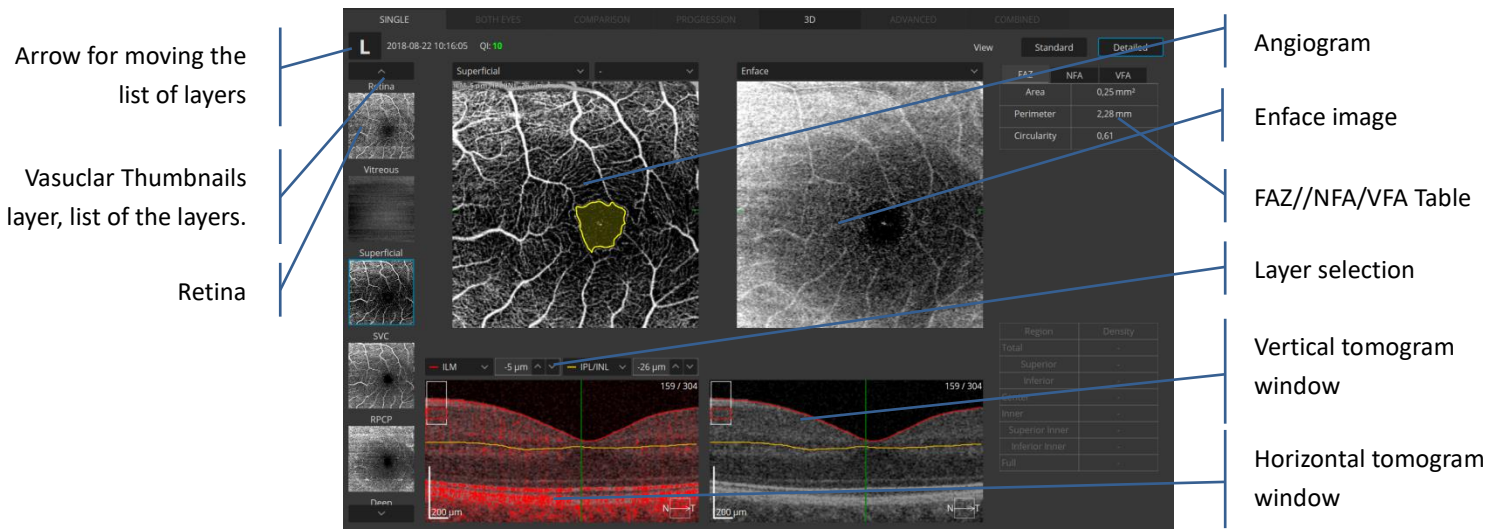 Arrow for moving the
list of layers
Vasuclar Thumbnails
layer, list of the layers.
Retina
SINGLE
BOTH EYES
COMPARISON
PROGRESSION
3D
ADVANCED
COMBINED
L
2018-08-22 10:16:05 QI: 10
View
Standard
Detailed
Retina
Vitreous
Superficial
SVC
RPCP
Deep
Superficial
-
Enface
FAZ
NFA
VFA
Area 0,25 mm²
Perimeter 2,28 mm
Circularity 0,61
ILM
-5 µm
IPL/INL
-26 µm
159 / 304
200 µm
N T
159 / 304
200 µm
N T
Region Density
Total -
Superior -
Inferior -
Center -
Inner -
Superior Inner -
Inferior Inner -
Full -
Angiogram
Enface image
FAZ//NFA/VFA Table
Layer selection
Vertical tomogram
window
Horizontal tomogram
window